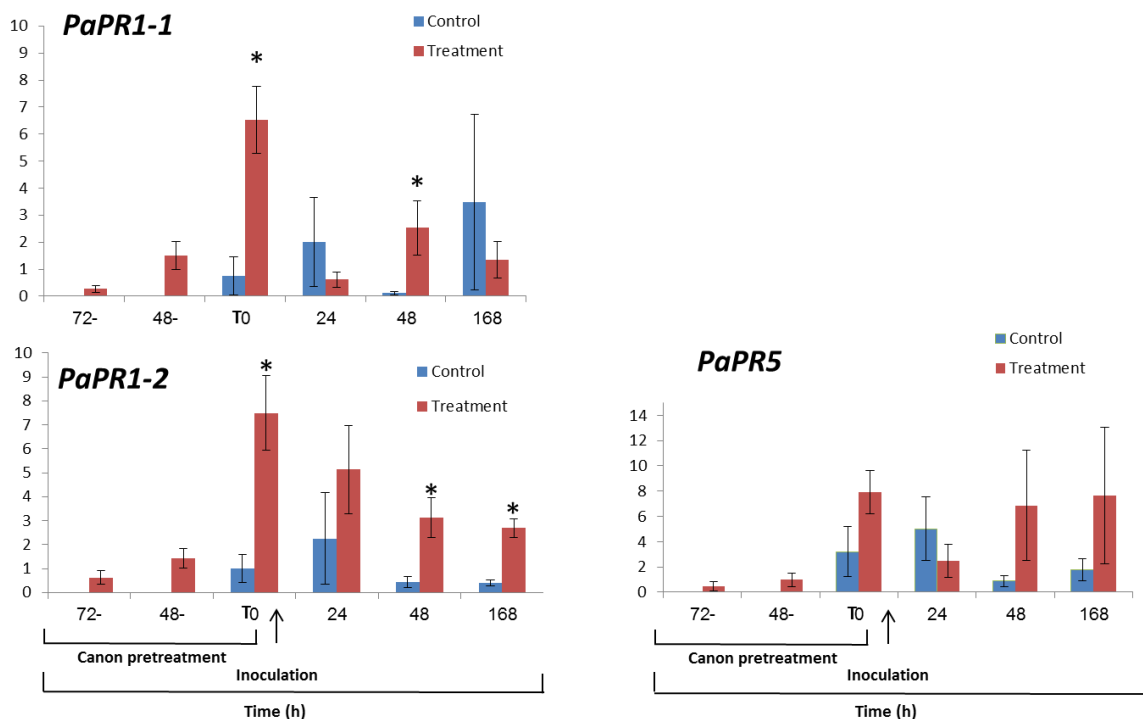 PaPR1-1
Control
Treatment
10
9
8
7
6
5
4
3
2
1
0
*
*
72- 48- T0 24 48 168
PaPR1-2
Control
Treatment
10
9
8
7
6
5
4
3
2
1
0
*
*
*
72- 48- T0 24 48 168
Canon pretreatment
Inoculation
Time (h)
PaPR5
Control
Treatment
14
12
10
8
6
4
2
0
72- 48- T0 24 48 168
Canon pretreatment
Inoculation
Time (h)